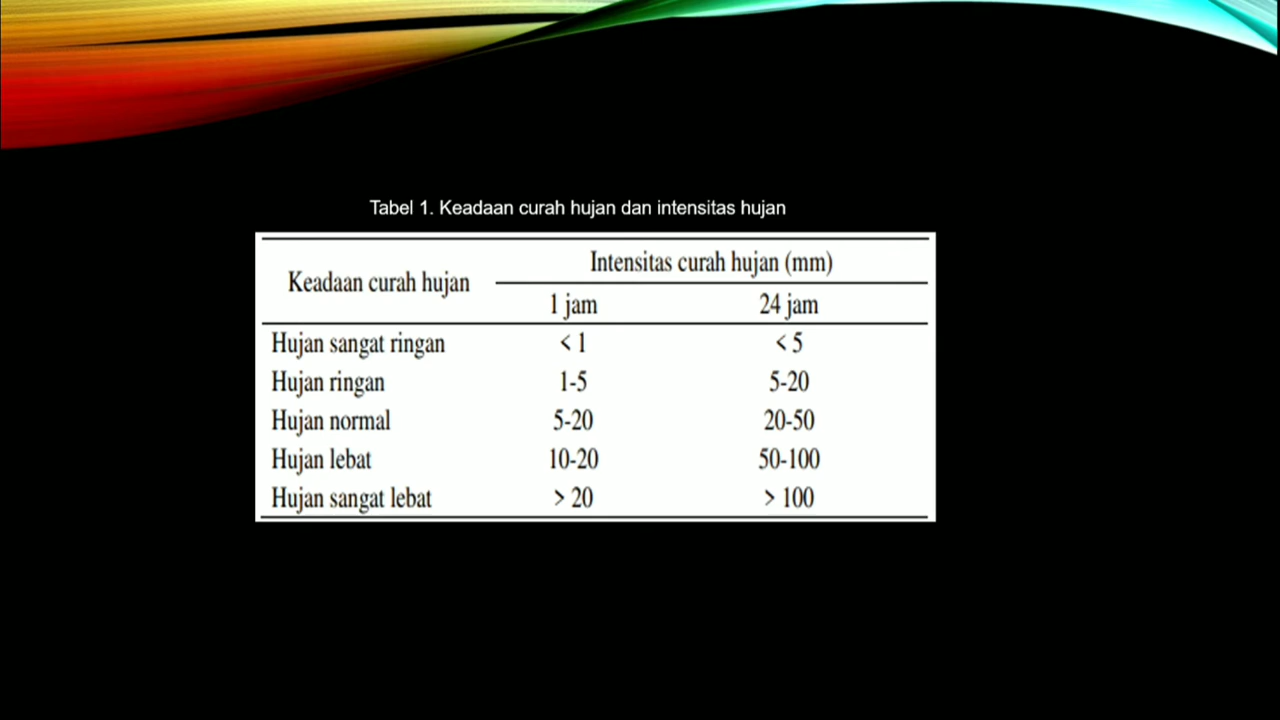 Tabel 1. Keadaan curah hujan dan intensitas hujan
Keadaan curah hujan
Intensitas curah hujan (mm)
1 jam 24 jam
Hujan sangat ringan < 1 < 5
Hujan ringan 1-5 5-20
Hujan normal 5-20 20-50
Hujan lebat 10-20 50-100
Hujan sangat lebat > 20 > 100